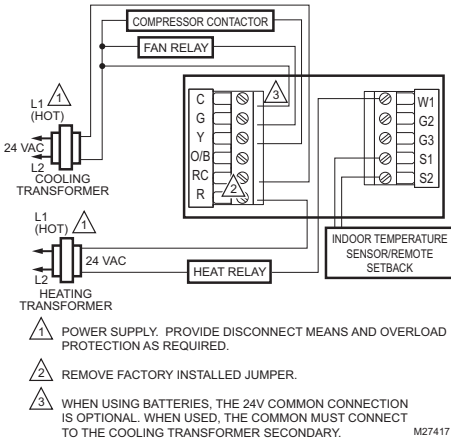 COMPRESSOR CONTACTOR
FAN RELAY
L1
(HOT)
1
24 VAC
L2
COOLING
TRANSFORMER
C
G
Y
O/B
RC
R
3
2
W1
G2
G3
S1
S2
L1
(HOT)
1
24 VAC
L2
HEATING
TRANSFORMER
HEAT RELAY
INDOOR TEMPERATURE
SENSOR/REMOTE
SETBACK
1 POWER SUPPLY. PROVIDE DISCONNECT MEANS AND OVERLOAD
PROTECTION AS REQUIRED.
2 REMOVE FACTORY INSTALLED JUMPER.
3 WHEN USING BATTERIES, THE 24V COMMON CONNECTION
IS OPTIONAL. WHEN USED, THE COMMON MUST CONNECT
TO THE COOLING TRANSFORMER SECONDARY.
M27417